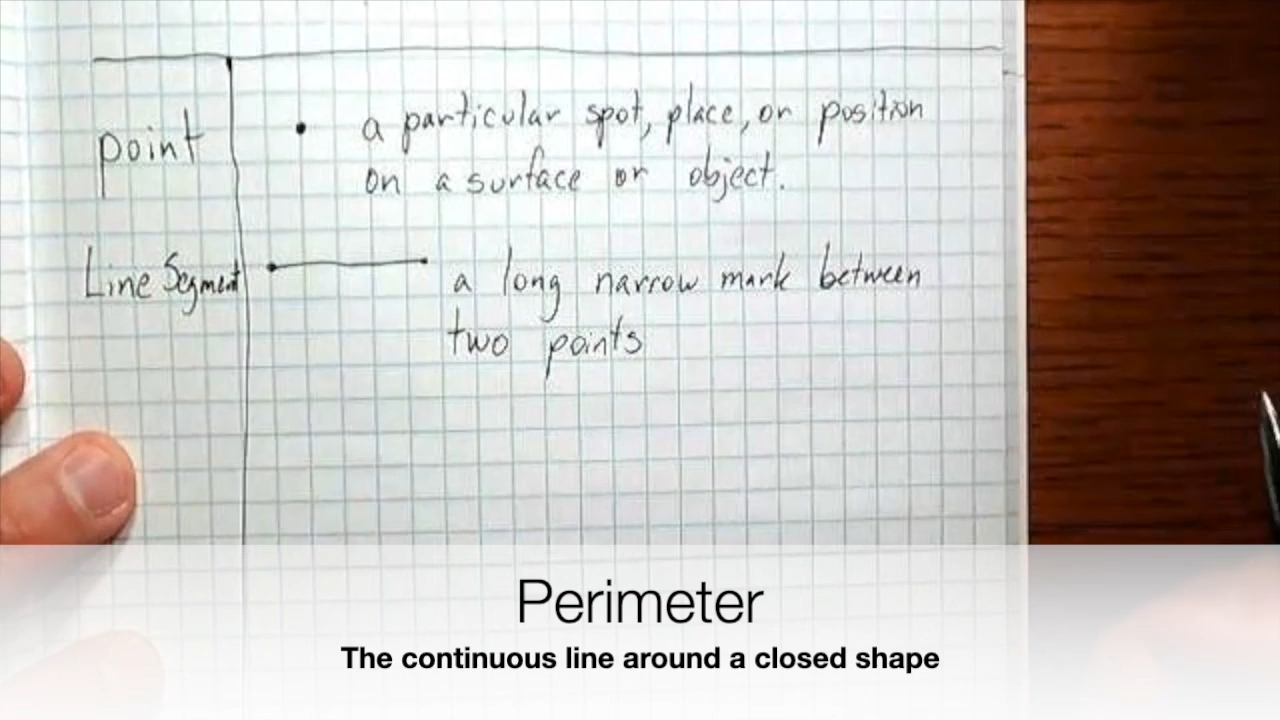 point
a particular spot, place, or position
on a surface or object.
Line Segment
a long narrow mark between
two points
Perimeter
The continuous line around a closed shape